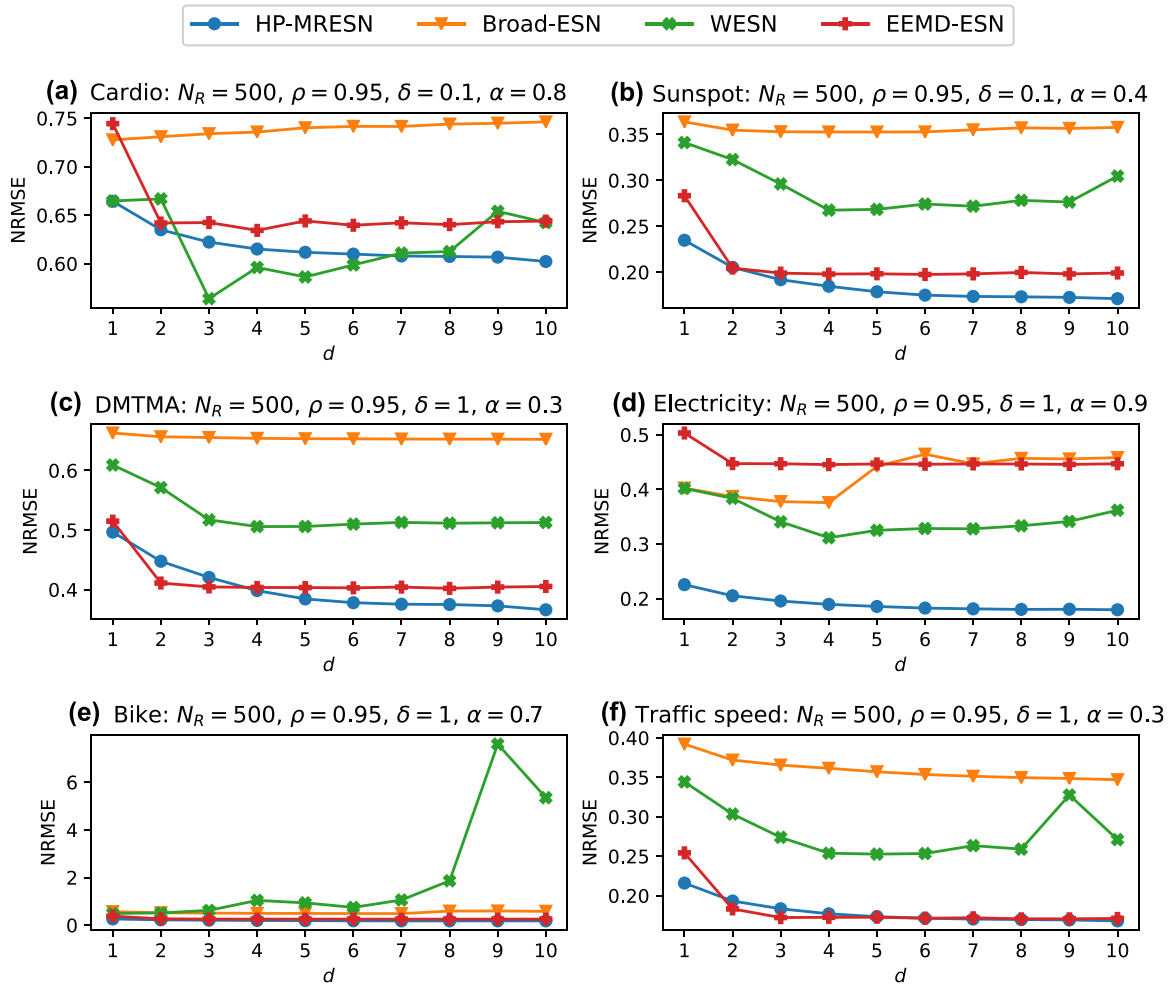 HP-MRESN Broad-ESN WESN EEMD-ESN
(a) Cardio: N_R = 500, ρ = 0.95, δ = 0.1, α = 0.8
NRMSE
0.75
0.70
0.65
0.60
1 2 3 4 5 6 7 8 9 10
d
(b) Sunspot: N_R = 500, ρ = 0.95, δ = 0.1, α = 0.4
NRMSE
0.35
0.30
0.25
0.20
1 2 3 4 5 6 7 8 9 10
d
(c) DMTMA: N_R = 500, ρ = 0.95, δ = 1, α = 0.3
NRMSE
0.6
0.5
0.4
1 2 3 4 5 6 7 8 9 10
d
(d) Electricity: N_R = 500, ρ = 0.95, δ = 1, α = 0.9
NRMSE
0.5
0.4
0.3
0.2
1 2 3 4 5 6 7 8 9 10
d
(e) Bike: N_R = 500, ρ = 0.95, δ = 1, α = 0.7
NRMSE
6
4
2
0
1 2 3 4 5 6 7 8 9 10
d
(f) Traffic speed: N_R = 500, ρ = 0.95, δ = 1, α = 0.3
NRMSE
0.40
0.35
0.30
0.25
0.20
1 2 3 4 5 6 7 8 9 10
d